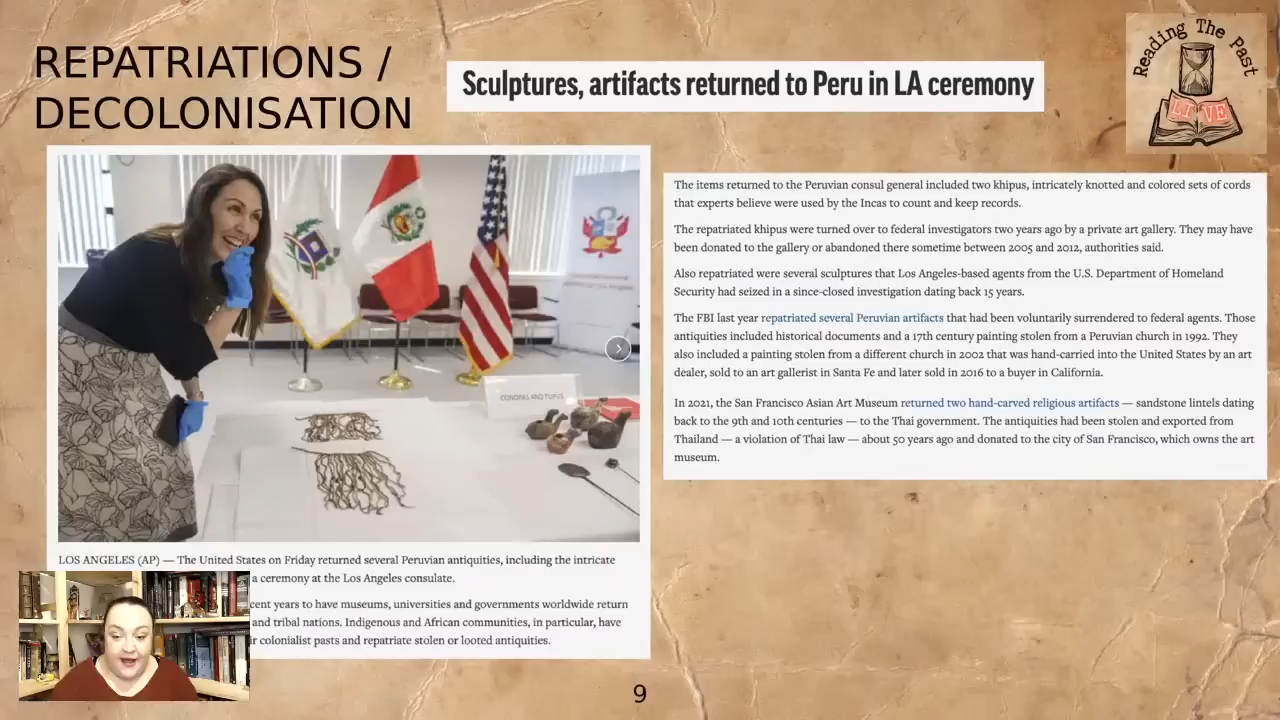 REPATRIATIONS /
DECOLONISATION
Sculptures, artifacts returned to Peru in LA ceremony
Reading The Past
LIVE
CONOPAS AND TUPUS
LOS ANGELES (AP) — The United States on Friday returned several Peruvian antiquities, including the intricate
a ceremony at the Los Angeles consulate.
cent years to have museums, universities and governments worldwide return
and tribal nations. Indigenous and African communities, in particular, have
r colonialist pasts and repatriate stolen or looted antiquities.
The items returned to the Peruvian consul general included two khipus, intricately knotted and colored sets of cords
that experts believe were used by the Incas to count and keep records.
The repatriated khipus were turned over to federal investigators two years ago by a private art gallery. They may have
been donated to the gallery or abandoned there sometime between 2005 and 2012, authorities said.
Also repatriated were several sculptures that Los Angeles-based agents from the U.S. Department of Homeland
Security had seized in a since-closed investigation dating back 15 years.
The FBI last year repatriated several Peruvian artifacts that had been voluntarily surrendered to federal agents. Those
antiquities included historical documents and a 17th century painting stolen from a Peruvian church in 1992. They
also included a painting stolen from a different church in 2002 that was hand-carried into the United States by an art
dealer, sold to an art gallerist in Santa Fe and later sold in 2016 to a buyer in California.
In 2021, the San Francisco Asian Art Museum returned two hand-carved religious artifacts — sandstone lintels dating
back to the 9th and 10th centuries — to the Thai government. The antiquities had been stolen and exported from
Thailand — a violation of Thai law — about 50 years ago and donated to the city of San Francisco, which owns the art
museum.
9